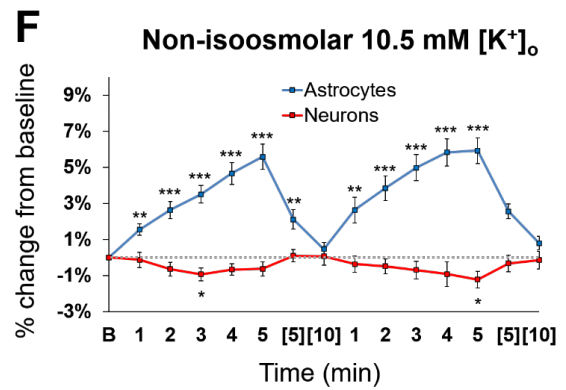 F
Non-isoosmolar 10.5 mM [K⁺]ₒ
% change from baseline
9%
7%
5%
3%
1%
-1%
-3%
Astrocytes
Neurons
** *** *** *** *** ** ** *** *** *** ***
* *
B 1 2 3 4 5 [5] [10] 1 2 3 4 5 [5] [10]
Time (min)